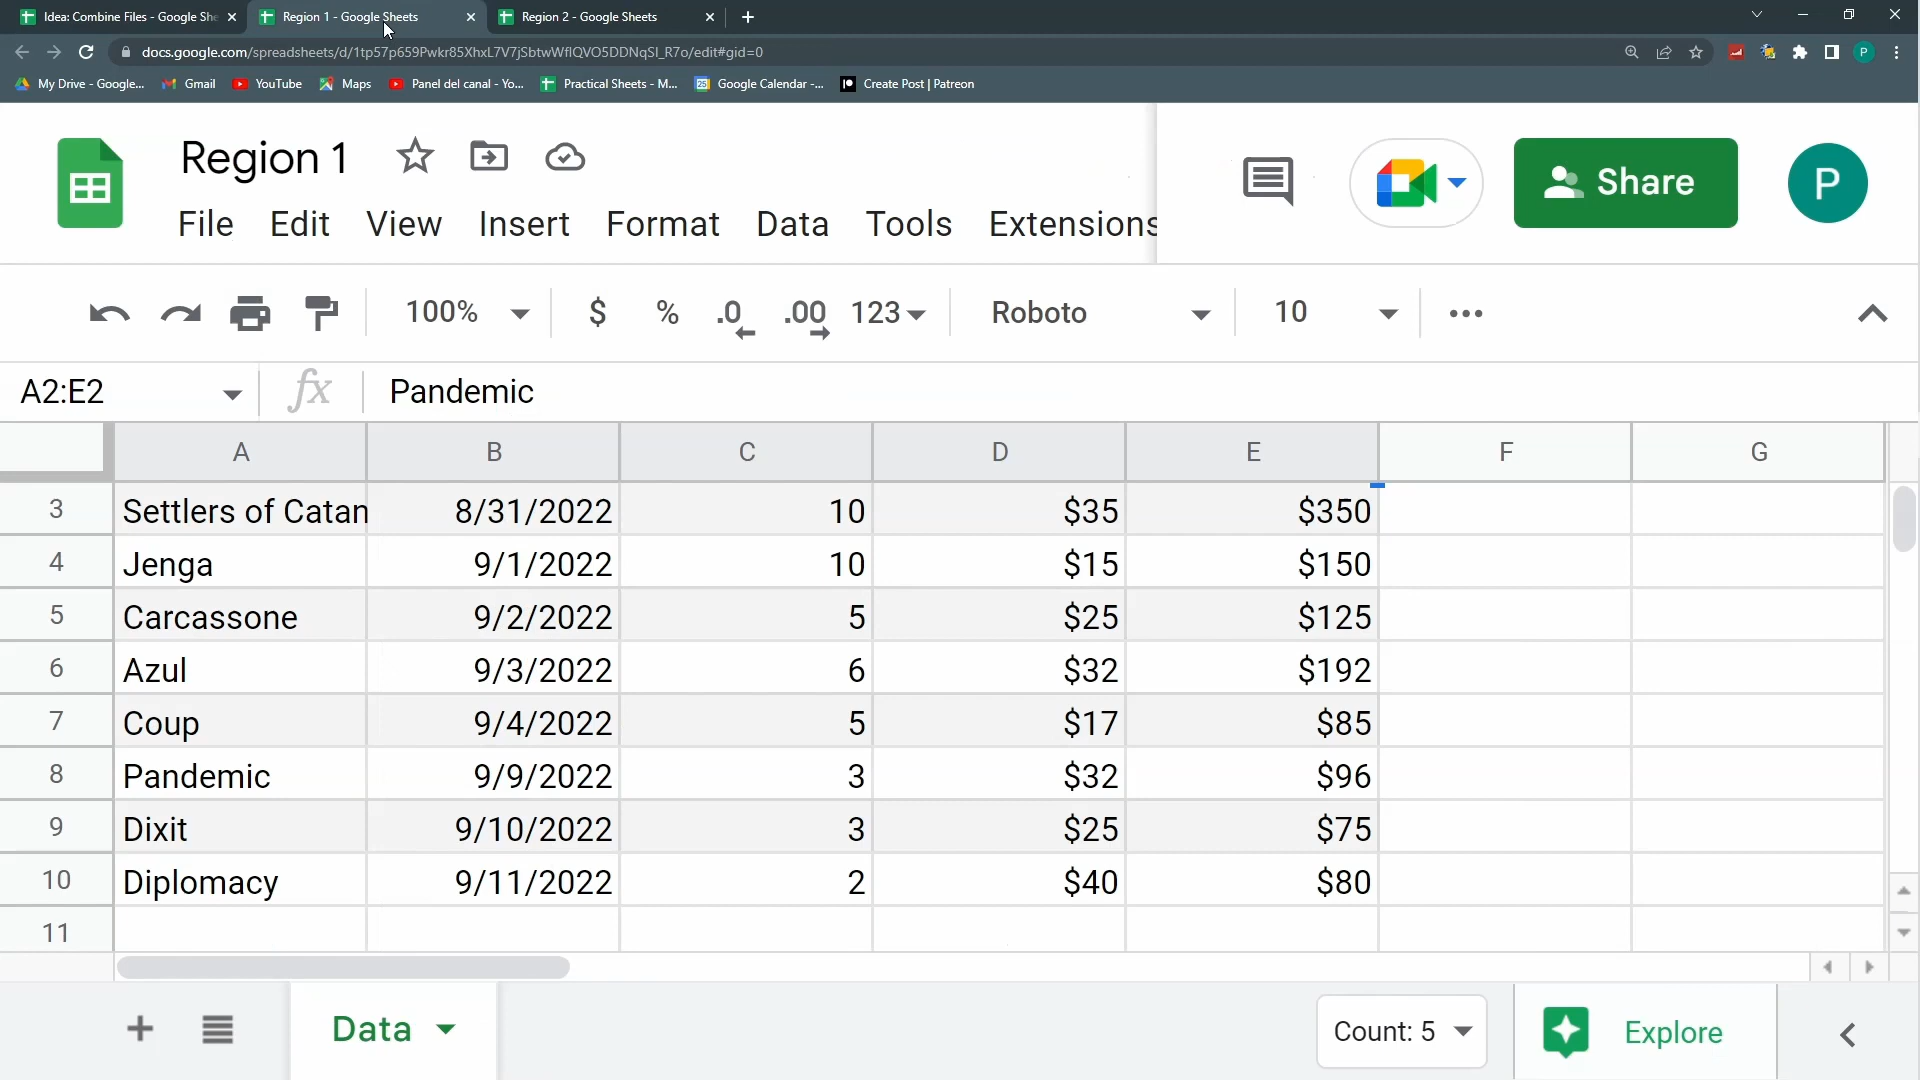 Idea: Combine Files - Google She
Region 1 - Google Sheets
Region 2 - Google Sheets
docs.google.com/spreadsheets/d/1tp57p659Pwkr85XhxL7V7jSbtwWflQVO5DDNqSI_R7o/edit#gid=0
P
My Drive - Google...
Gmail
YouTube
Maps
Panel del canal - Yo...
Practical Sheets - M...
Google Calendar -...
Create Post | Patreon
Region 1
Share
P
File Edit View Insert Format Data Tools Extensions
100% $ % .0 .00 123 Roboto 10
A2:E2 fx Pandemic
A B C D E F G
3 Settlers of Catan 8/31/2022 10 $35 $350
4 Jenga 9/1/2022 10 $15 $150
5 Carcassone 9/2/2022 5 $25 $125
6 Azul 9/3/2022 6 $32 $192
7 Coup 9/4/2022 5 $17 $85
8 Pandemic 9/9/2022 3 $32 $96
9 Dixit 9/10/2022 3 $25 $75
10 Diplomacy 9/11/2022 2 $40 $80
11
Data
Count: 5
Explore